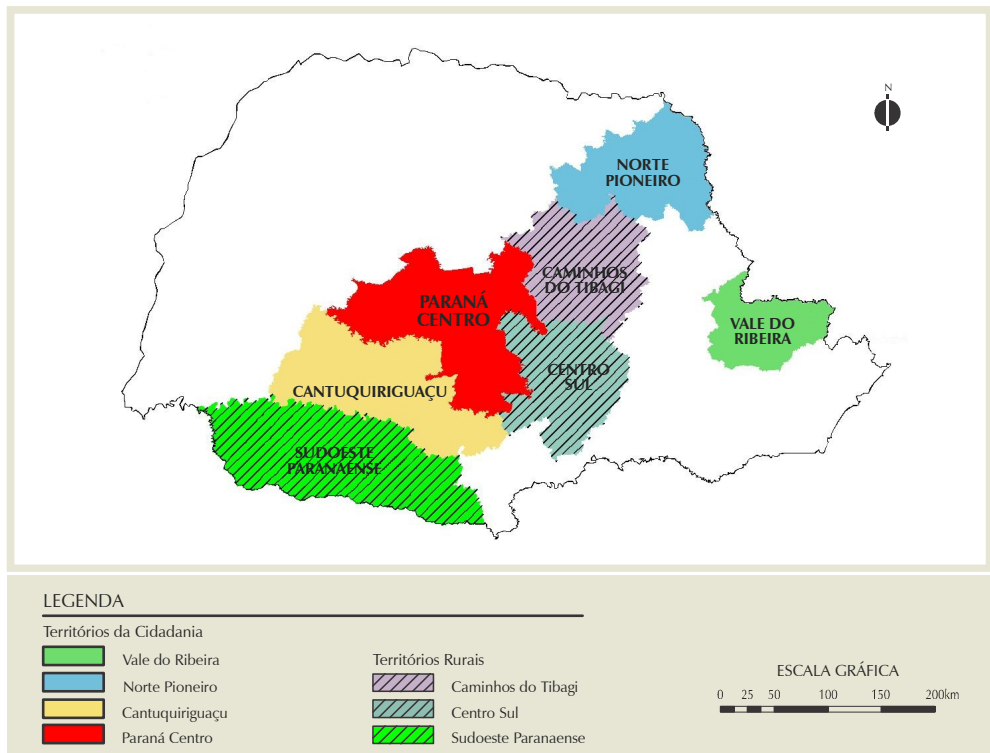 N
NORTE
PIONEIRO
CAMINHOS
DO TIBAGI
PARANÁ
CENTRO
VALE DO
RIBEIRA
CENTRO
SUL
CANTUQUIRIGUAÇU
SUDOESTE
PARANAENSE
LEGENDA
Territórios da Cidadania
Vale do Ribeira
Norte Pioneiro
Cantuquiriguaçu
Paraná Centro
Territórios Rurais
Caminhos do Tibagi
Centro Sul
Sudoeste Paranaense
ESCALA GRÁFICA
0 25 50 100 150 200km